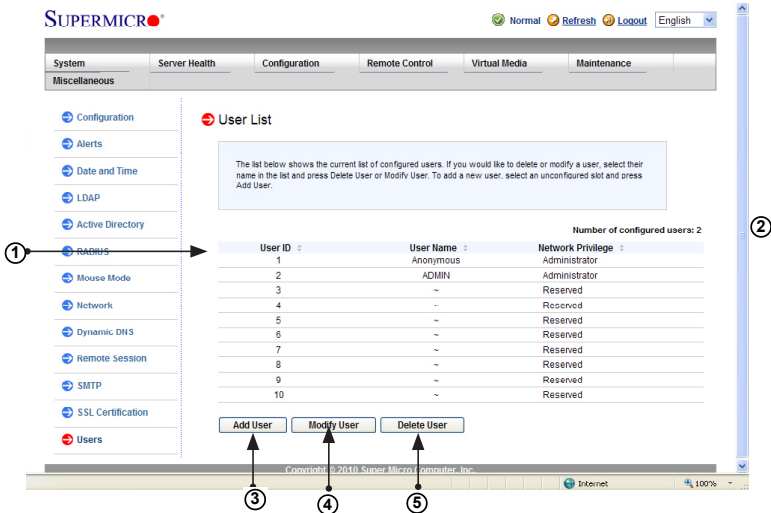 SUPERMICR
Normal Refresh Logout English
System Server Health Configuration Remote Control Virtual Media Maintenance
Miscellaneous
Configuration
Alerts
Date and Time
LDAP
Active Directory
RADIUS
Mouse Mode
Network
Dynamic DNS
Remote Session
SMTP
SSL Certification
Users
User List
The list below shows the current list of configured users. If you would like to delete or modify a user, select their
name in the list and press Delete User or Modify User. To add a new user, select an unconfigured slot and press
Add User.
Number of configured users: 2
User ID User Name Network Privilege
1 Anonymous Administrator
2 ADMIN Administrator
3 ~ Reserved
4 ~ Reserved
5 ~ Reserved
6 ~ Reserved
7 ~ Reserved
8 ~ Reserved
9 ~ Reserved
10 ~ Reserved
Add User Modify User Delete User
Copyright © 2010 Super Micro Computer, Inc.
Internet 100%
1
2
3
4
5